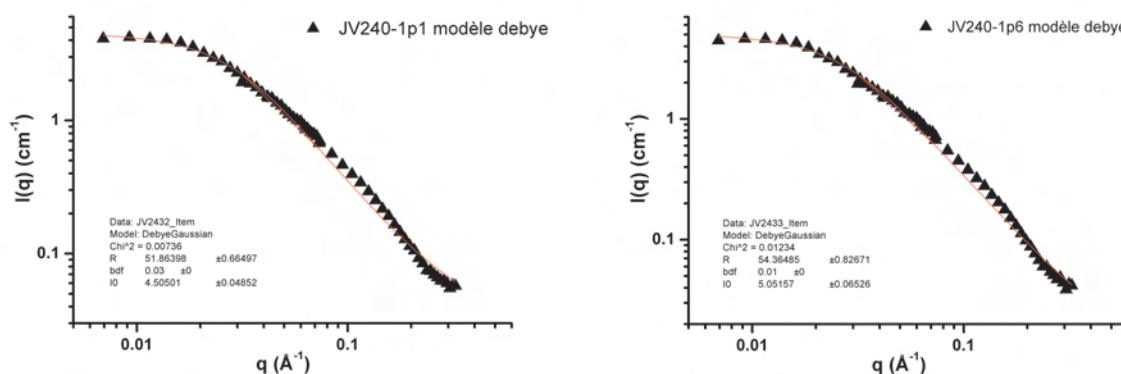 JV240-1p1 modèle debye
I(q) (cm⁻¹)
1
0.1
Data: JV2432_Item
Model: DebyeGaussian
Chi^2 = 0.00736
R 51.86398 ±0.66497
bdf 0.03 ±0
I0 4.50501 ±0.04852
0.01 0.1
q (Å⁻¹)
JV240-1p6 modèle debye
I(q) (cm⁻¹)
1
0.1
Data: JV2433_Item
Model: DebyeGaussian
Chi^2 = 0.01234
R 54.36485 ±0.82671
bdf 0.01 ±0
I0 5.05157 ±0.06526
0.01 0.1
q (Å⁻¹)